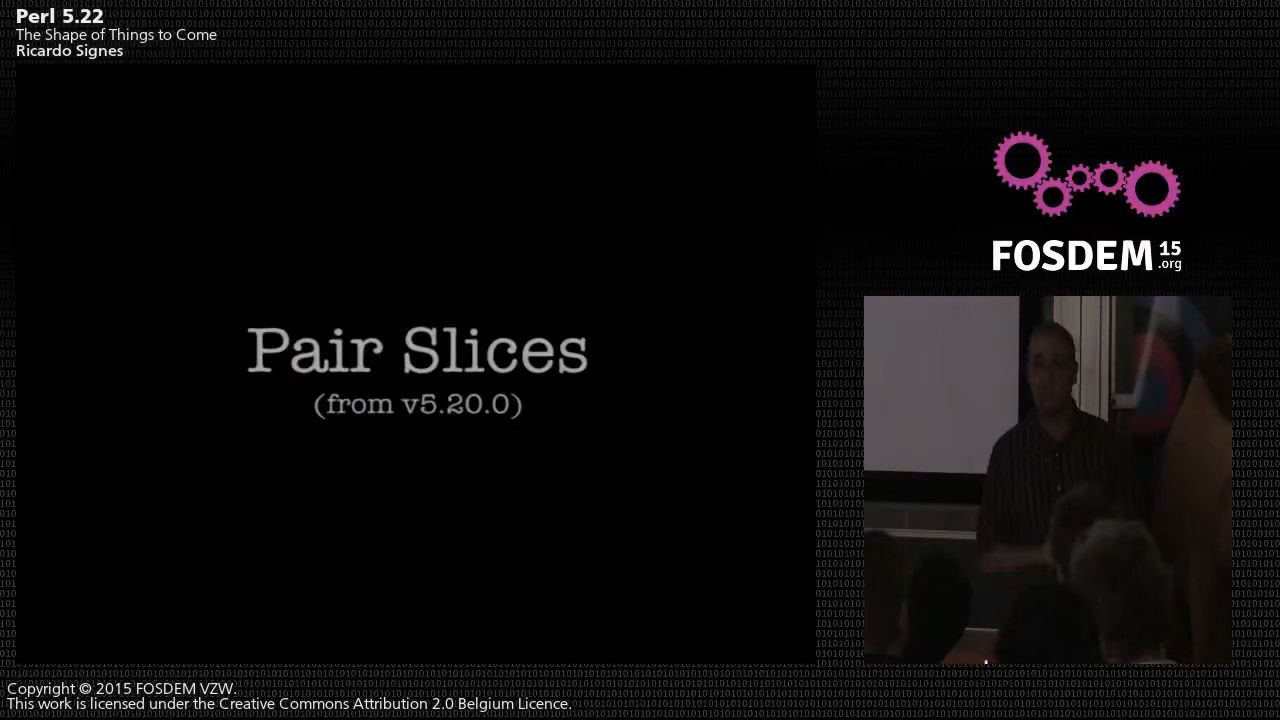 Perl 5.22
The Shape of Things to Come
Ricardo Signes
Pair Slices
(from v5.20.0)
FOSDEM 15
.org
Copyright © 2015 FOSDEM VZW.
This work is licensed under the Creative Commons Attribution 2.0 Belgium Licence.